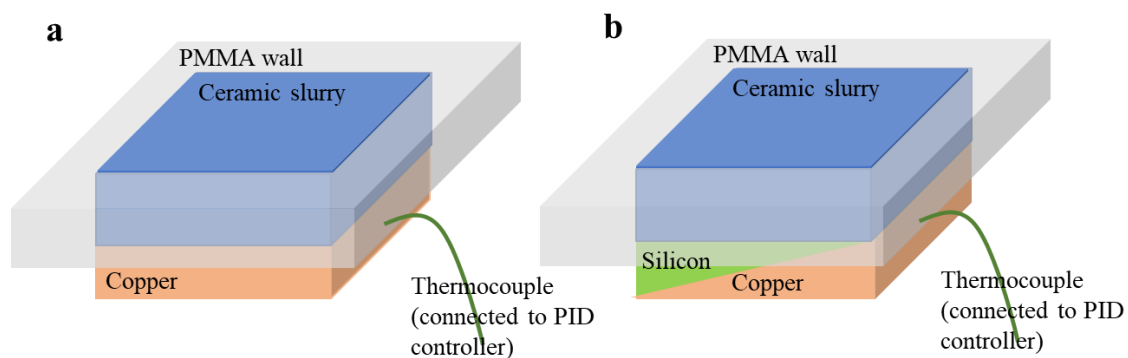 a
PMMA wall
Ceramic slurry
Copper
Thermocouple
(connected to PID
controller)
b
PMMA wall
Ceramic slurry
Silicon
Copper
Thermocouple
(connected to PID
controller)